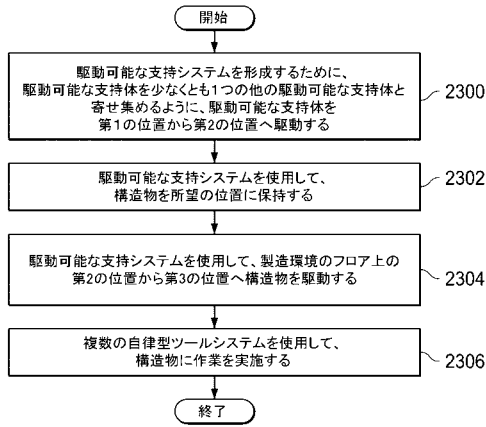 開始
駆動可能な支持システムを形成するために、
駆動可能な支持体を少なくとも1つの他の駆動可能な支持体と
寄せ集めるように、駆動可能な支持体を
第1の位置から第2の位置へ駆動する
2300
駆動可能な支持システムを使用して、
構造物を所望の位置に保持する
2302
駆動可能な支持システムを使用して、製造環境のフロア上の
第2の位置から第3の位置へ構造物を駆動する
2304
複数の自律型ツールシステムを使用して、
構造物に作業を実施する
2306
終了